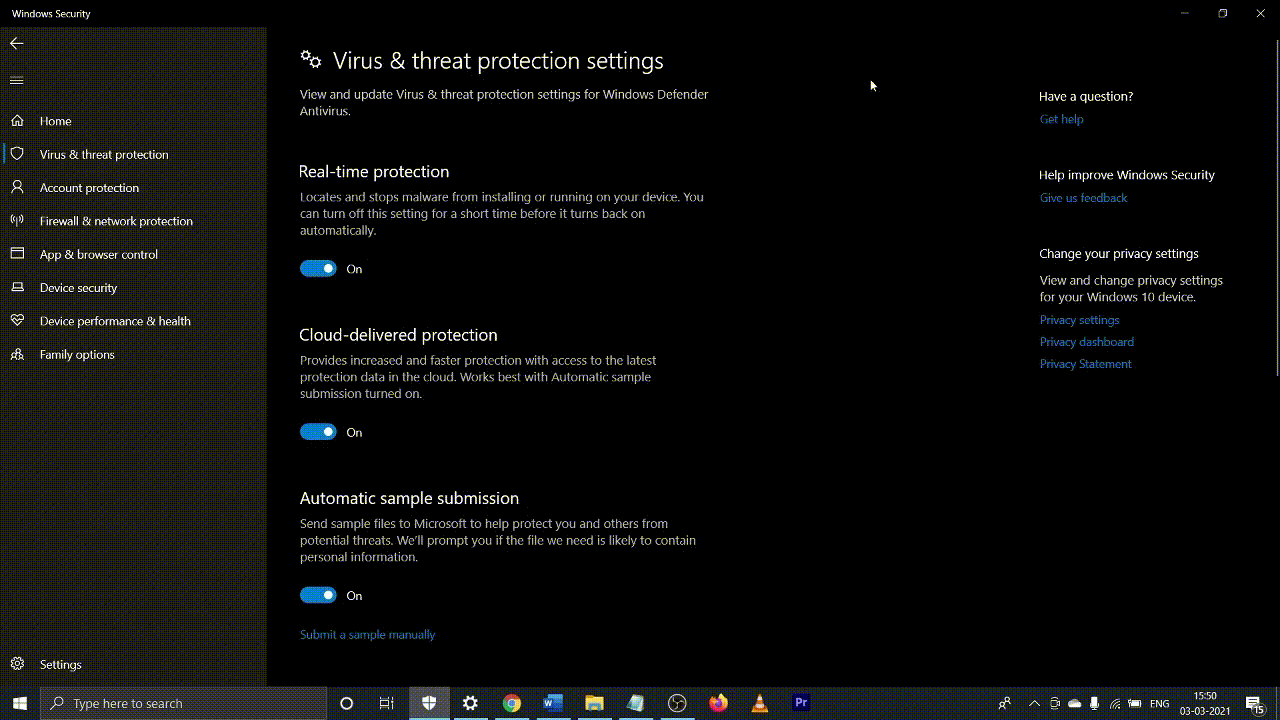 Windows Security
Home
Virus & threat protection
Account protection
Firewall & network protection
App & browser control
Device security
Device performance & health
Family options
Settings
Virus & threat protection settings
View and update Virus & threat protection settings for Windows Defender
Antivirus.
Real-time protection
Locates and stops malware from installing or running on your device. You
can turn off this setting for a short time before it turns back on
automatically.
On
Cloud-delivered protection
Provides increased and faster protection with access to the latest
protection data in the cloud. Works best with Automatic sample
submission turned on.
On
Automatic sample submission
Send sample files to Microsoft to help protect you and others from
potential threats. We'll prompt you if the file we need is likely to contain
personal information.
On
Submit a sample manually
Have a question?
Get help
Help improve Windows Security
Give us feedback
Change your privacy settings
View and change privacy settings
for your Windows 10 device.
Privacy settings
Privacy dashboard
Privacy Statement
Type here to search
W
Pr
ENG
15:50
03-03-2021
15